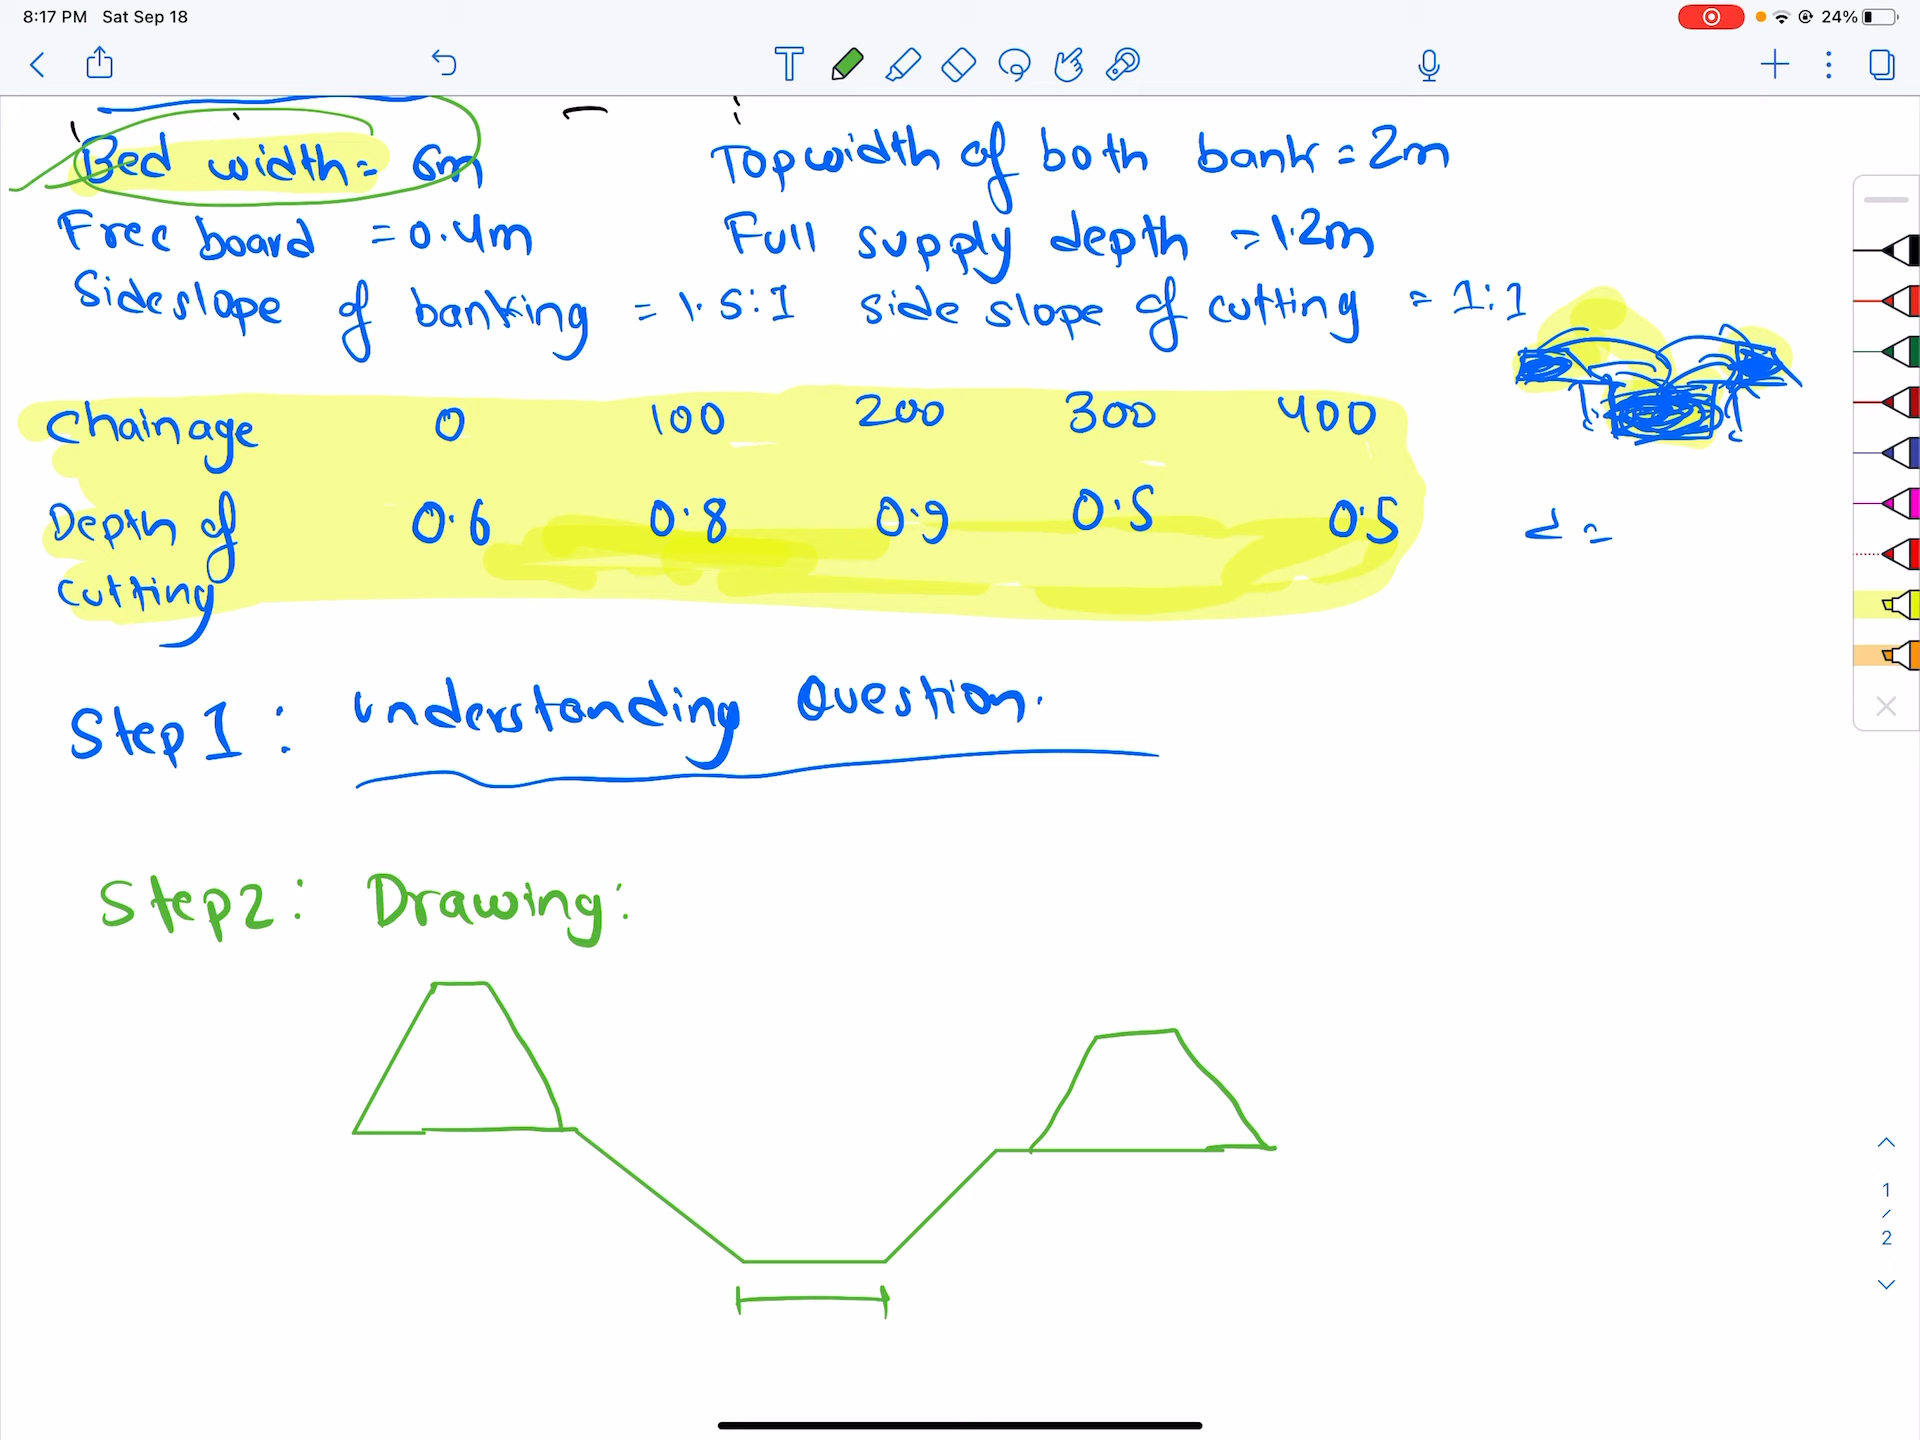 8:17 PM Sat Sep 18
24%
Bed width = 6m Top width of both bank = 2m
Free board = 0.4m Full supply depth = 1.2m
Side slope of banking = 1.5:1 side slope of cutting = 1:1
Chainage 0 100 200 300 400
Depth of 0.6 0.8 0.9 0.5 0.5
cutting
Step 1 : understanding Question.
Step 2 : Drawing :
1
/
2